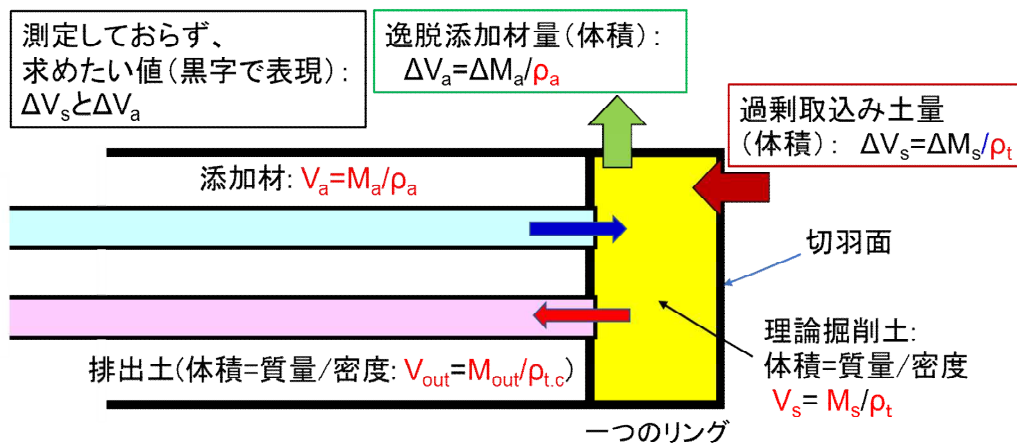 測定しておらず、
求めたい値(黒字で表現):
ΔVsとΔVa
逸脱添加材量(体積):
ΔVa=ΔMa/ρa
過剰取込み土量
(体積): ΔVs=ΔMs/ρt
添加材: Va=Ma/ρa
切羽面
理論掘削土:
体積=質量/密度
Vs= Ms/ρt
排出土(体積=質量/密度: Vout=Mout/ρt.c)
一つのリング